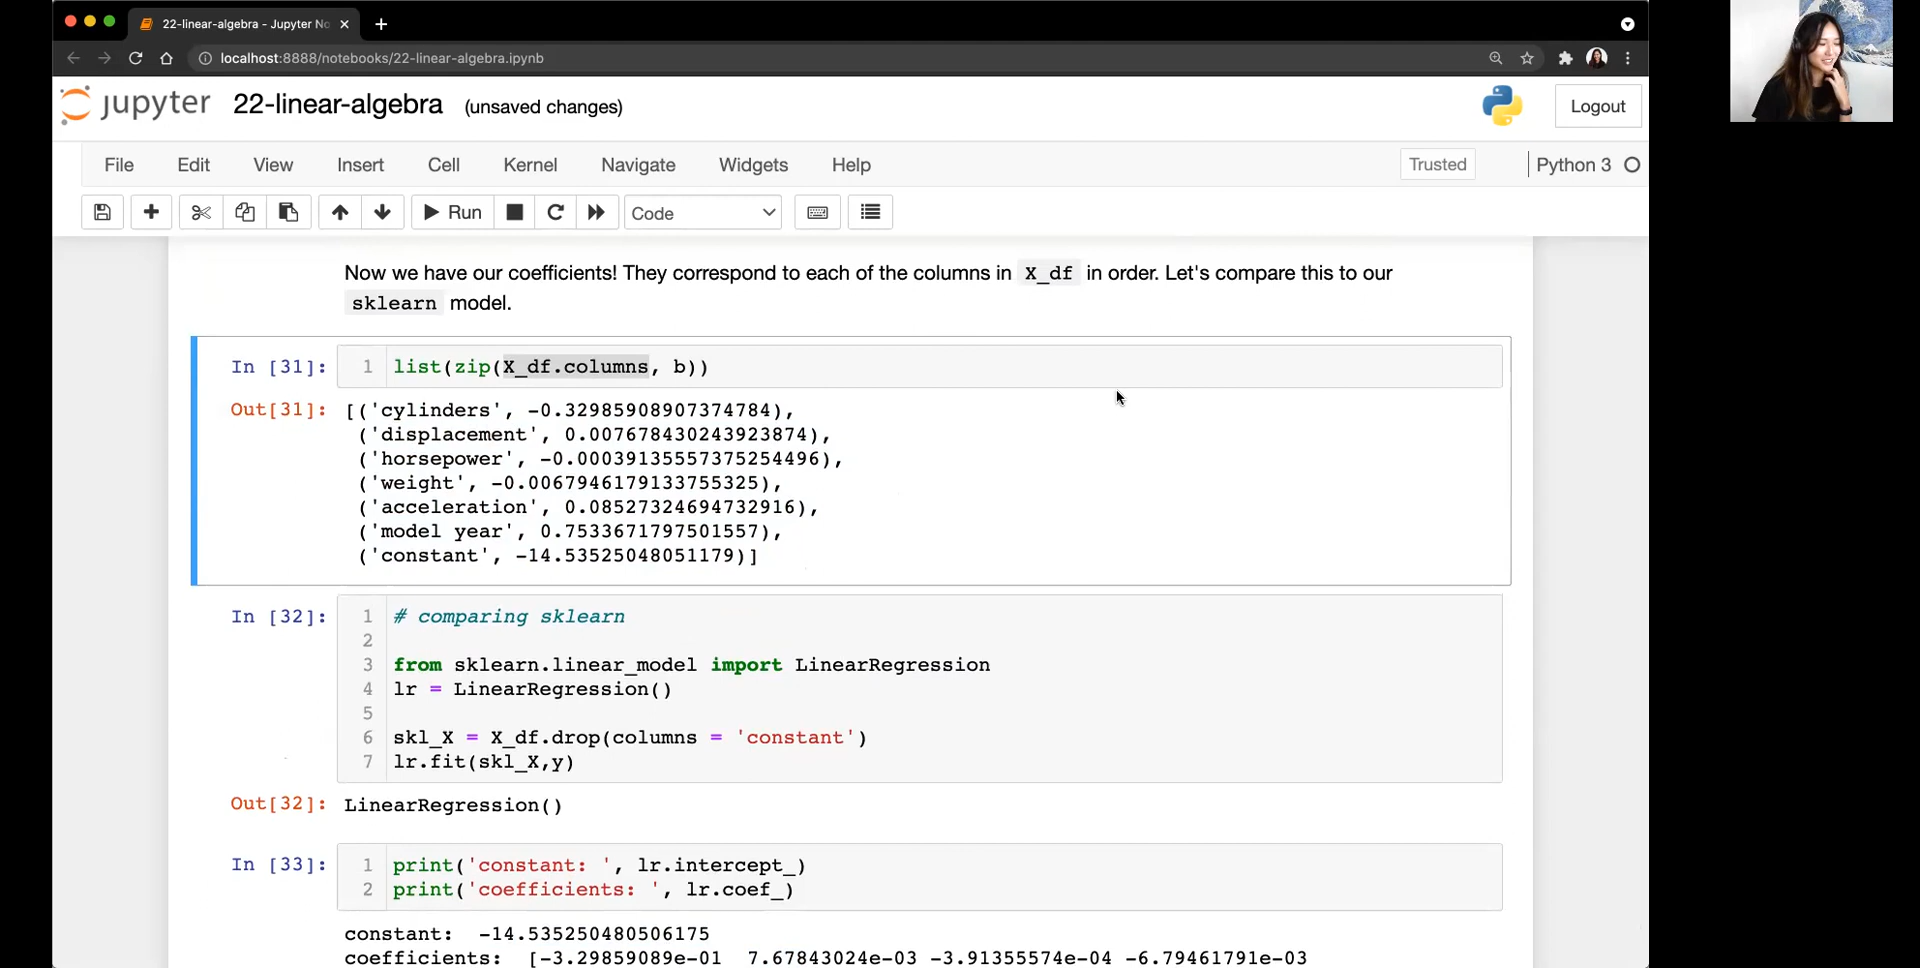 22-linear-algebra - Jupyter No
localhost:8888/notebooks/22-linear-algebra.ipynb
jupyter 22-linear-algebra (unsaved changes)
Logout
File Edit View Insert Cell Kernel Navigate Widgets Help
Trusted
Python 3
Run
Code
Now we have our coefficients! They correspond to each of the columns in X_df in order. Let's compare this to our
sklearn model.
In [31]: 1 list(zip(X_df.columns, b))
Out[31]: [('cylinders', -0.32985908907374784),
('displacement', 0.007678430243923874),
('horsepower', -0.00039135557375254496),
('weight', -0.0067946179133755325),
('acceleration', 0.08527324694732916),
('model year', 0.7533671797501557),
('constant', -14.53525048051179)]
In [32]: 1 # comparing sklearn
2
3 from sklearn.linear_model import LinearRegression
4 lr = LinearRegression()
5
6 skl_X = X_df.drop(columns = 'constant')
7 lr.fit(skl_X,y)
Out[32]: LinearRegression()
In [33]: 1 print('constant: ', lr.intercept_)
2 print('coefficients: ', lr.coef_)
constant: -14.535250480506175
coefficients: [-3.29859089e-01 7.67843024e-03 -3.91355574e-04 -6.79461791e-03